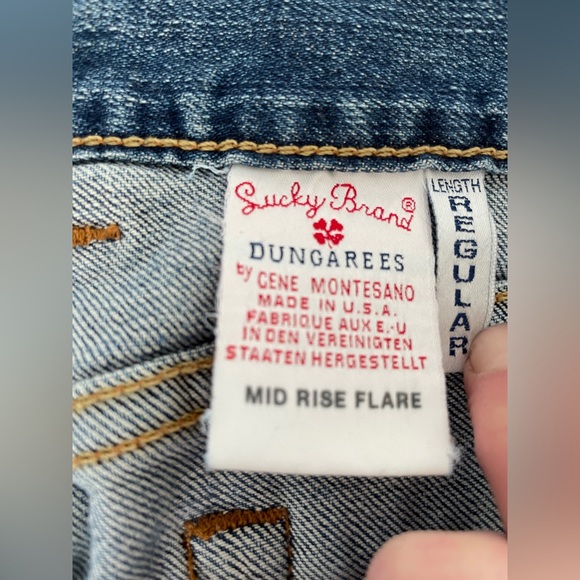 Lucky Brand®
DUNGAREES
by GENE MONTESANO
MADE IN U.S.A.
FABRIQUE AUX E.-U
IN DEN VEREINIGTEN
STAATEN HERGESTELLT
MID RISE FLARE
LENGTH
REGULAR